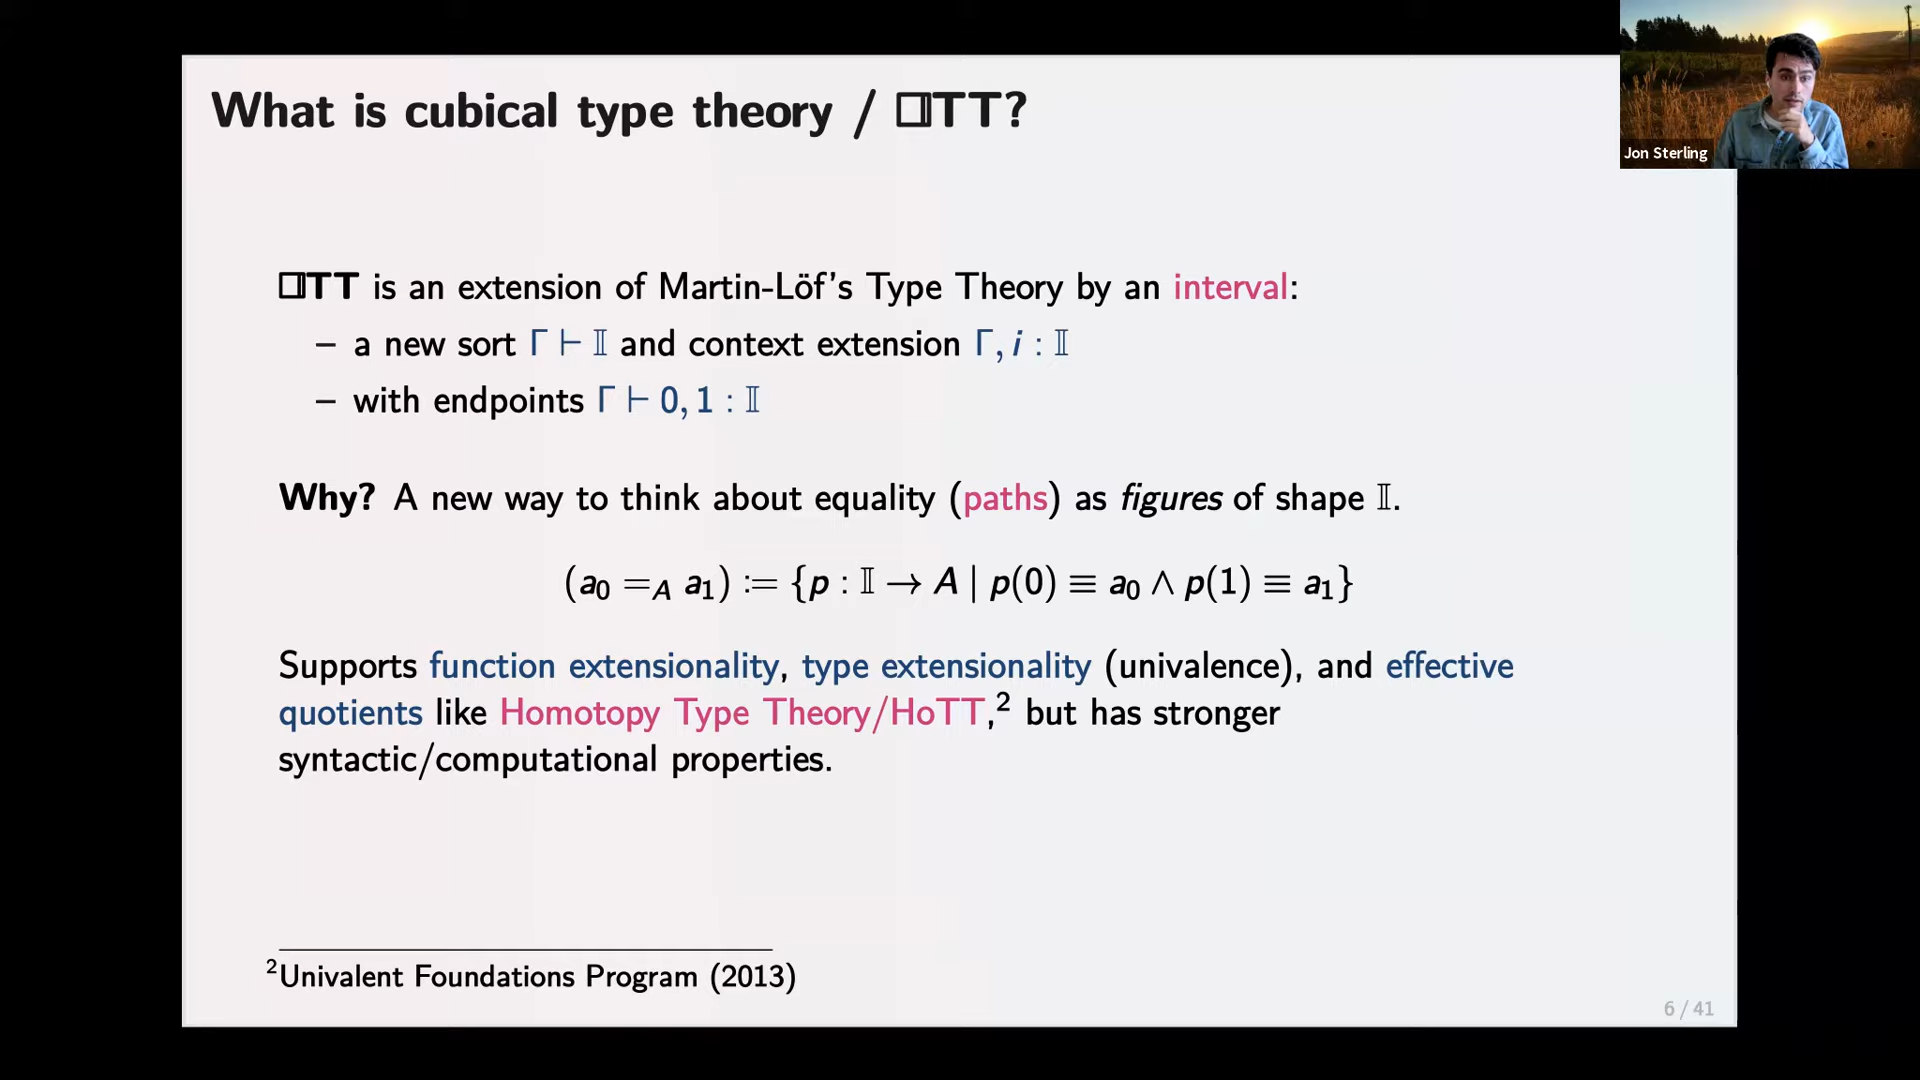 What is cubical type theory / □TT?
Jon Sterling
□TT is an extension of Martin-Löf's Type Theory by an interval:
– a new sort Γ ⊢ 𝕀 and context extension Γ, i : 𝕀
– with endpoints Γ ⊢ 0, 1 : 𝕀
Why? A new way to think about equality (paths) as figures of shape 𝕀.
(a₀ =_A a₁) := {p : 𝕀 → A | p(0) ≡ a₀ ∧ p(1) ≡ a₁}
Supports function extensionality, type extensionality (univalence), and effective
quotients like Homotopy Type Theory/HoTT,² but has stronger
syntactic/computational properties.
²Univalent Foundations Program (2013)
6 / 41